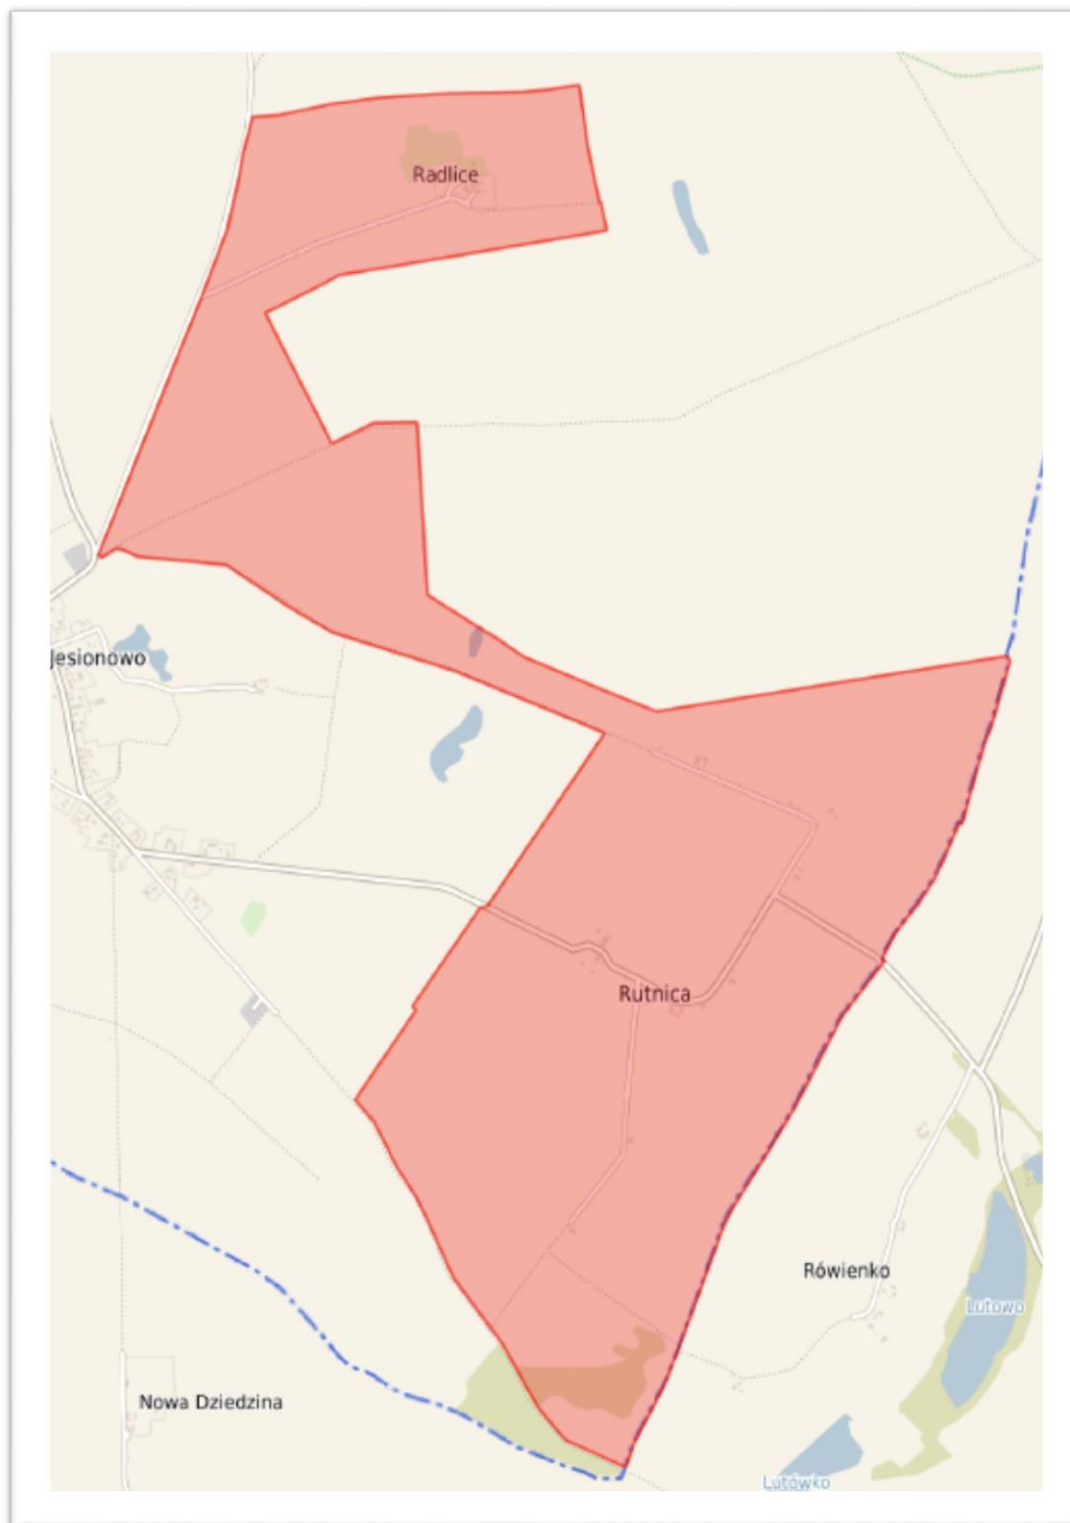 Radlice
Jesionowo
Rutnica
Rówienko
Lutowo
Nowa Dziedzina
Lutówko